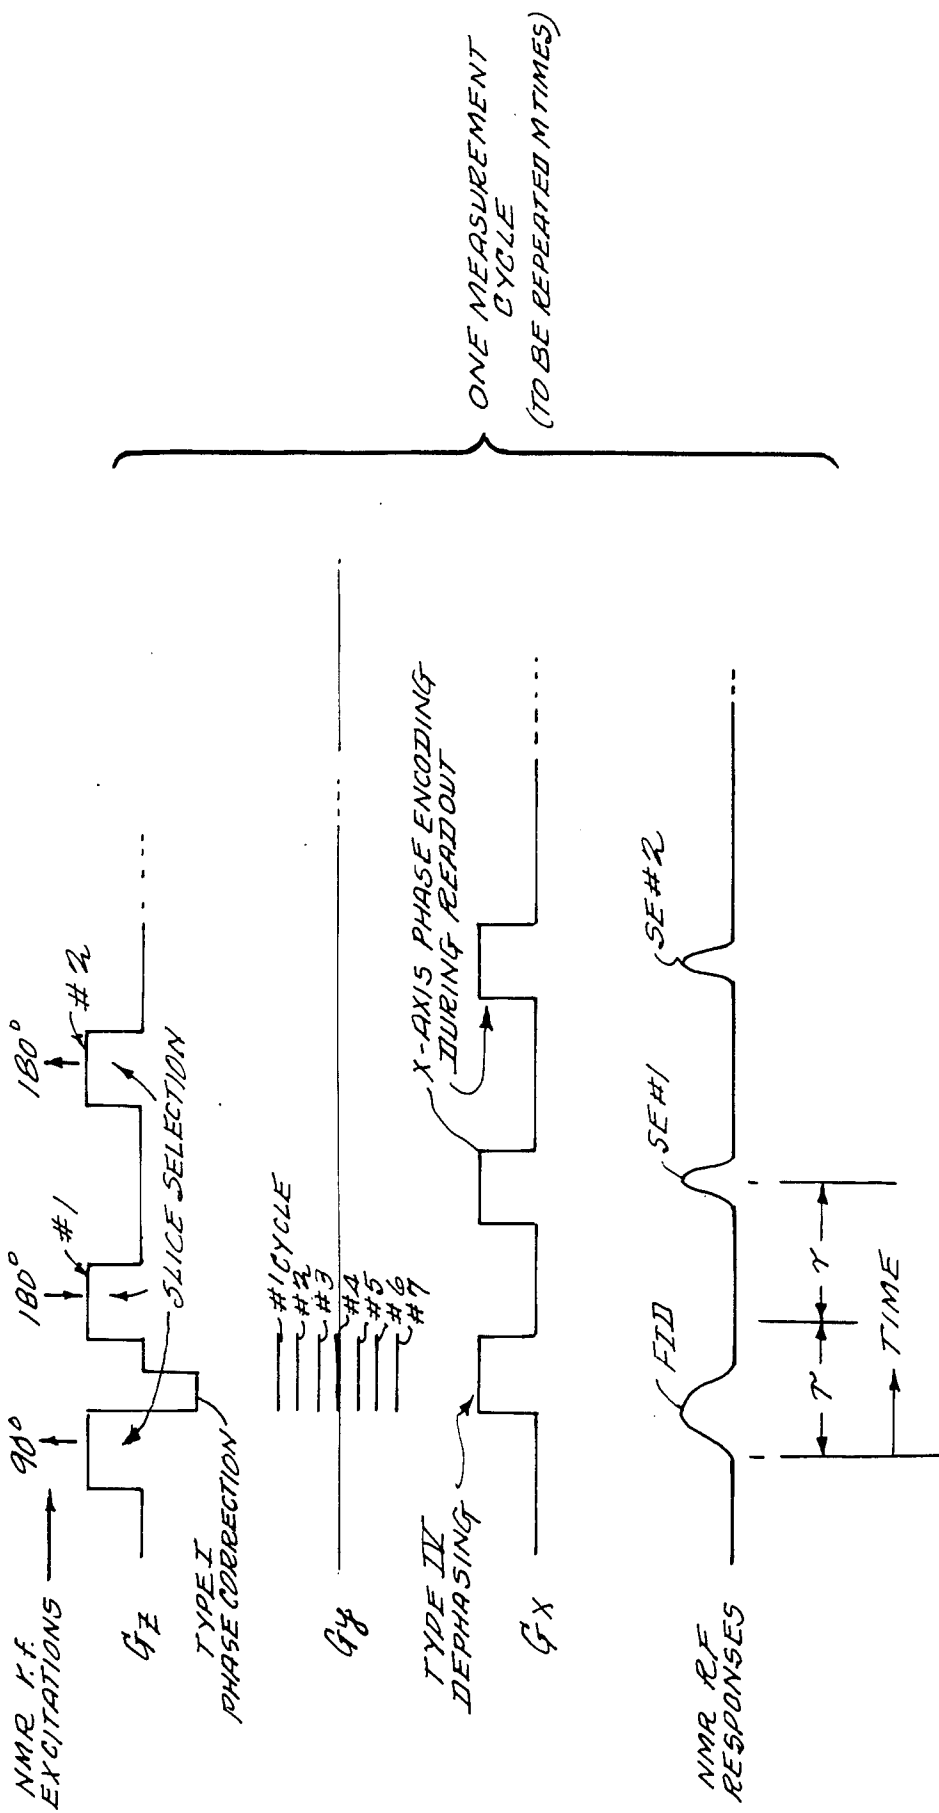 NMR r.f.
EXCITATIONS
90°
180°
180°
#1
#2
GZ
SLICE SELECTION
TYPE I
PHASE CORRECTION
#1 CYCLE
#2
#3
#4
#5
#6
#7
Gy
TYPE IV
DEPHASING
X-AXIS PHASE ENCODING
DURING READOUT
GX
NMR RF
RESPONSES
FID
SE#1
SE#2
τ
τ
TIME
ONE MEASUREMENT
CYCLE
(TO BE REPEATED M TIMES)